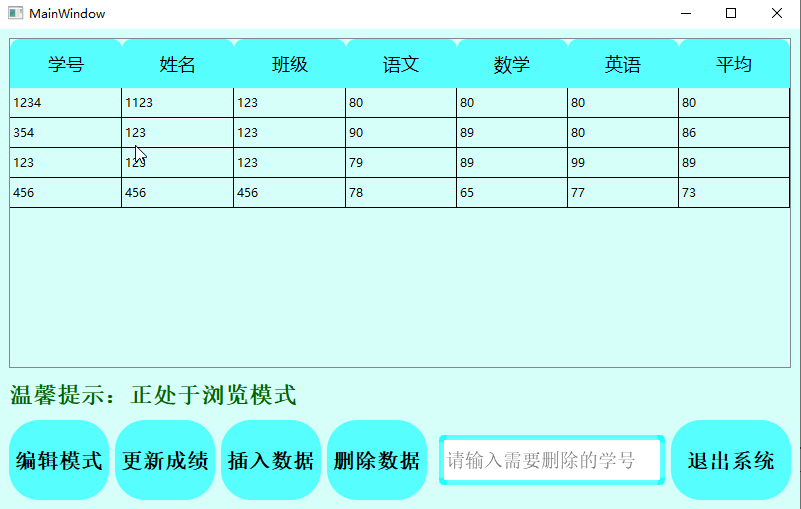 MainWindow
学号 姓名 班级 语文 数学 英语 平均
1234 1123 123 80 80 80 80
354 123 123 90 89 80 86
123 123 123 79 89 99 89
456 456 456 78 65 77 73
温馨提示：正处于浏览模式
编辑模式 更新成绩 插入数据 删除数据 请输入需要删除的学号 退出系统